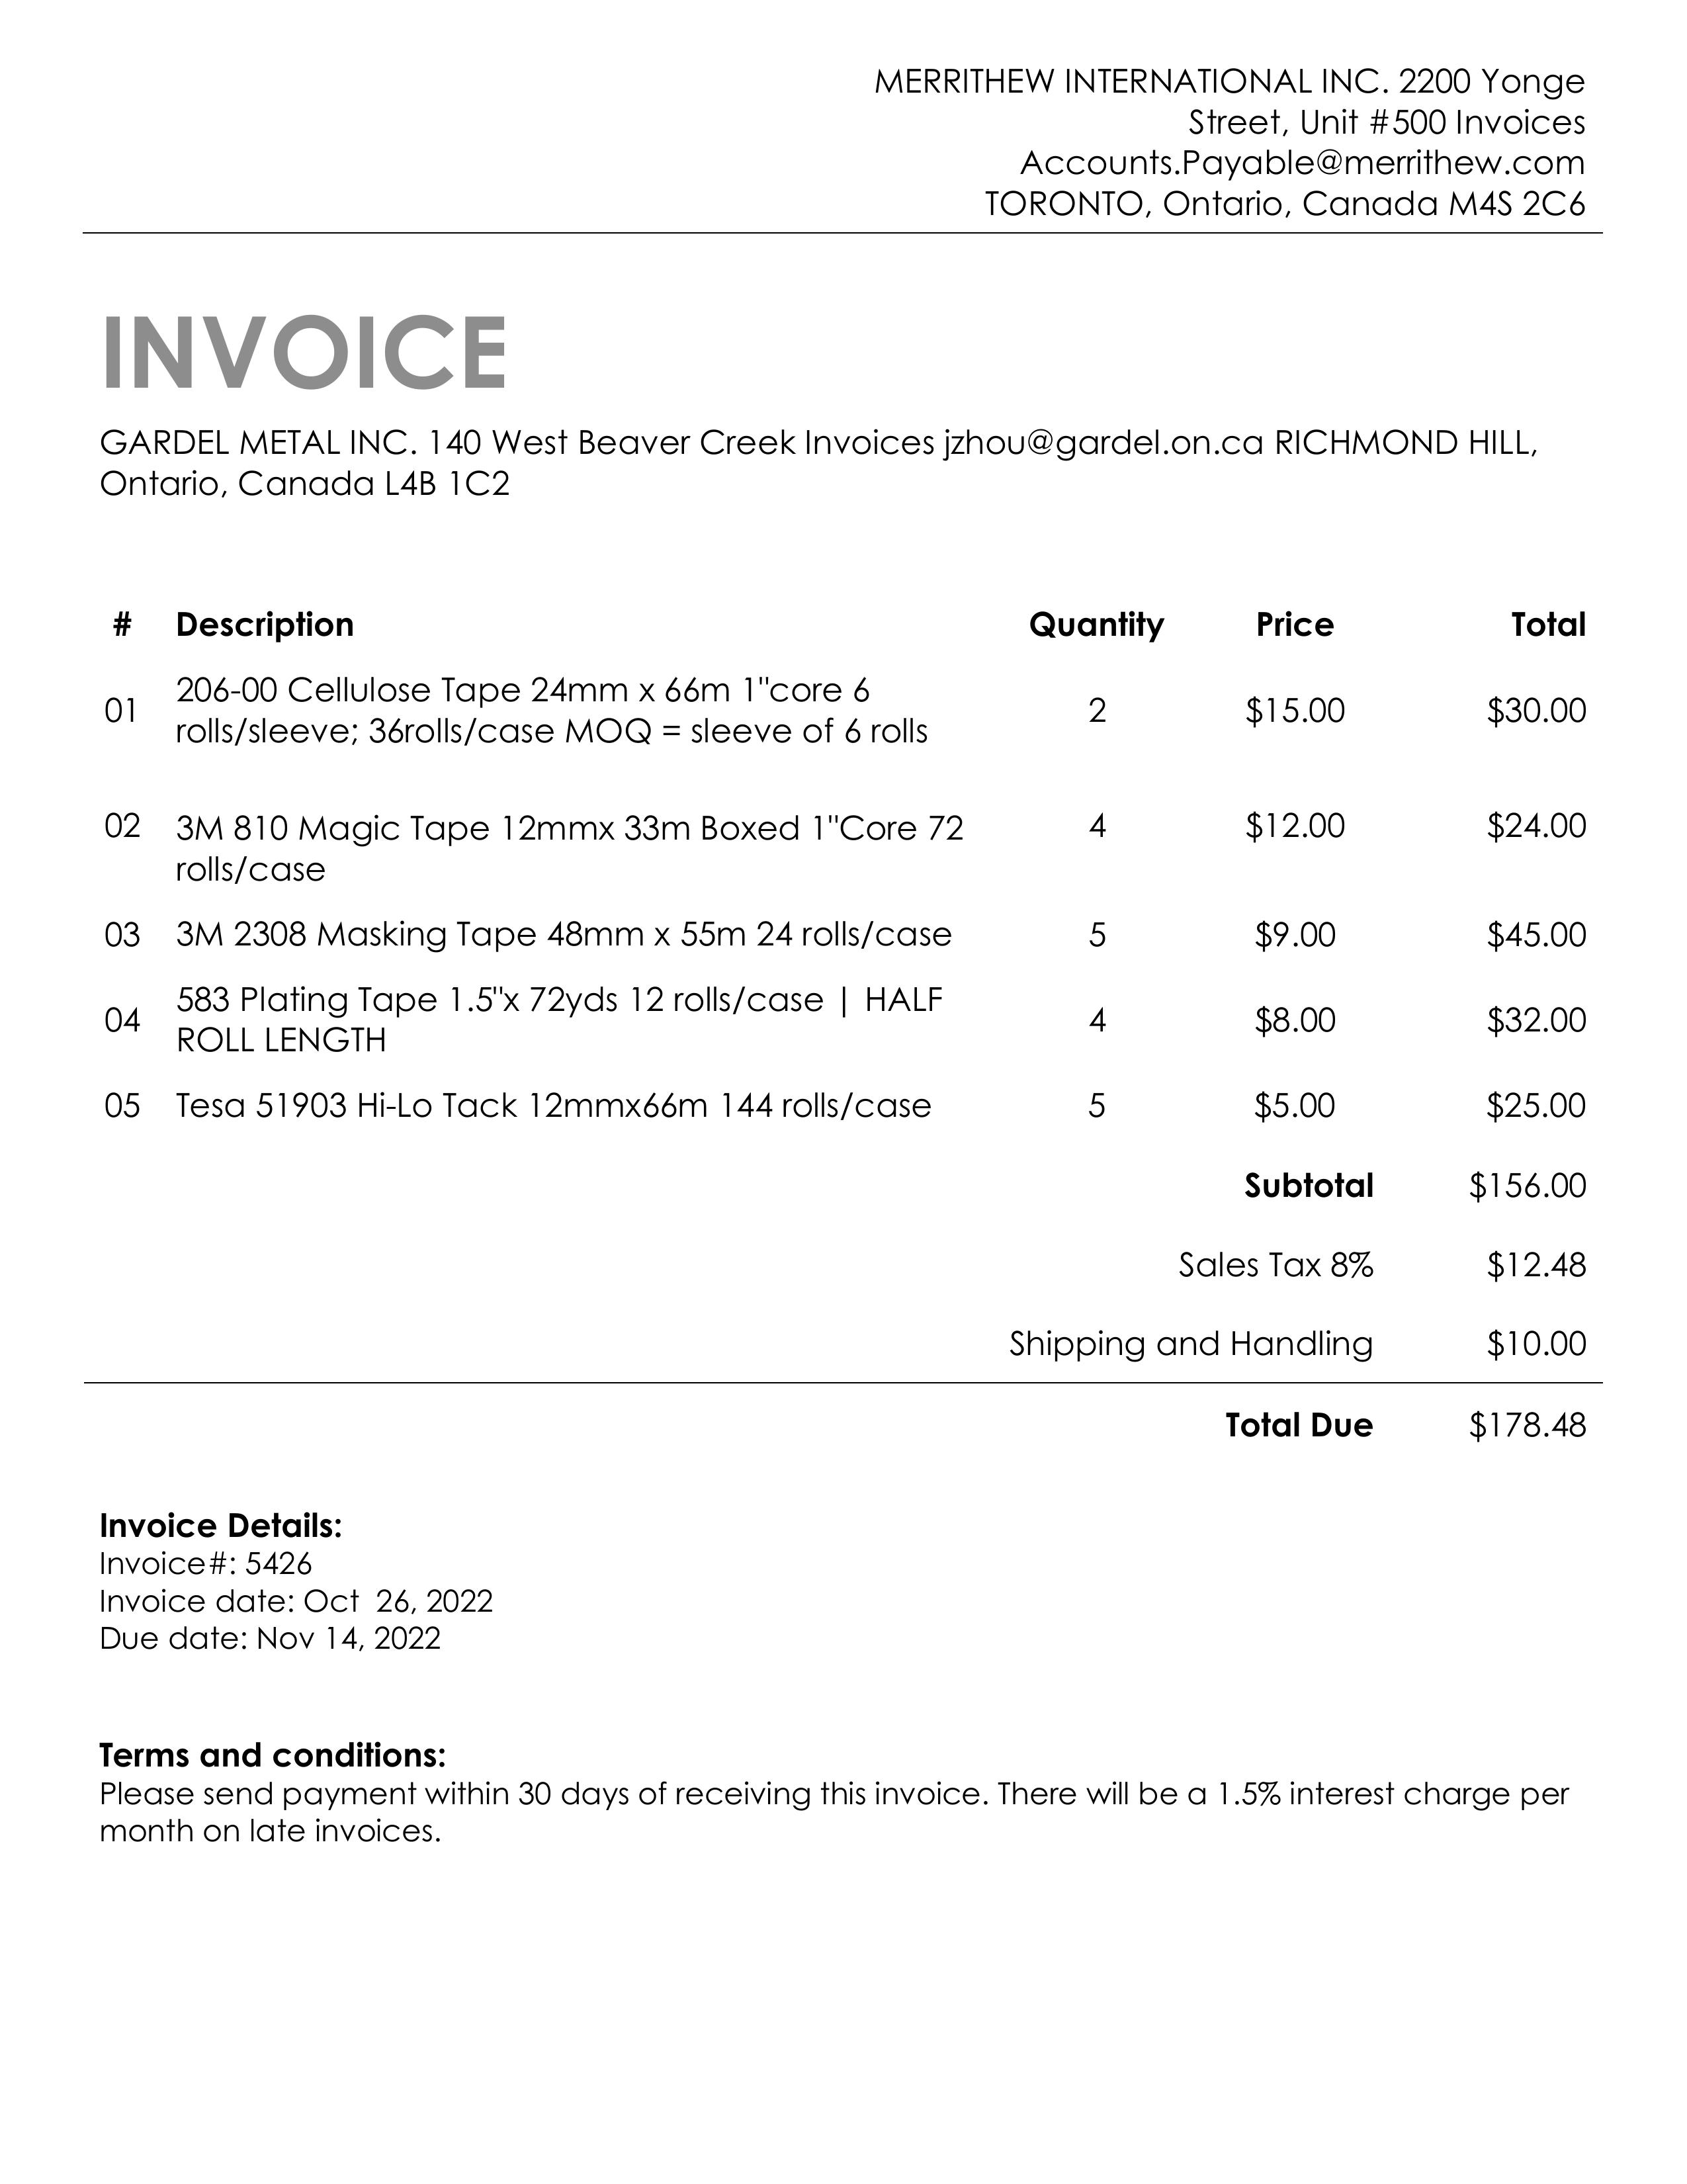 MERRITHEW INTERNATIONAL INC. 2200 Yonge
Street, Unit #500 Invoices
Accounts.Payable@merrithew.com
TORONTO, Ontario, Canada M4S 2C6
INVOICE
GARDEL METAL INC. 140 West Beaver Creek Invoices jzhou@gardel.on.ca RICHMOND HILL,
Ontario, Canada L4B 1C2
# Description Quantity Price Total
01 206-00 Cellulose Tape 24mm x 66m 1"core 6
rolls/sleeve; 36rolls/case MOQ = sleeve of 6 rolls 2 $15.00 $30.00
02 3M 810 Magic Tape 12mmx 33m Boxed 1"Core 72 4 $12.00 $24.00
rolls/case
03 3M 2308 Masking Tape 48mm x 55m 24 rolls/case 5 $9.00 $45.00
04 583 Plating Tape 1.5"x 72yds 12 rolls/case | HALF
ROLL LENGTH 4 $8.00 $32.00
05 Tesa 51903 Hi-Lo Tack 12mmx66m 144 rolls/case 5 $5.00 $25.00
Subtotal $156.00
Sales Tax 8% $12.48
Shipping and Handling $10.00
Total Due $178.48
Invoice Details:
Invoice#: 5426
Invoice date: Oct  26, 2022
Due date: Nov 14, 2022
Terms and conditions:
Please send payment within 30 days of receiving this invoice. There will be a 1.5% interest charge per
month on late invoices.